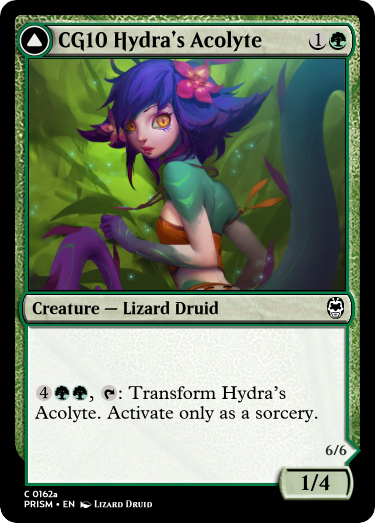 CG10 Hydra's Acolyte 1
Creature — Lizard Druid
4, : Transform Hydra's
Acolyte. Activate only as a sorcery.
6/6
1/4
C 0162a
PRISM • EN Lizard Druid